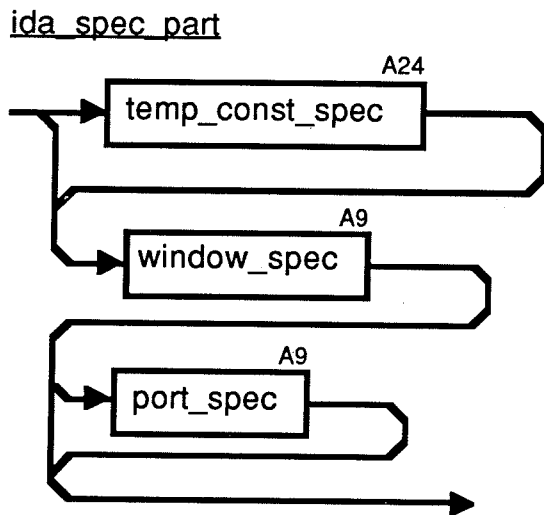 ida_spec_part
A24
temp_const_spec
A9
window_spec
A9
port_spec